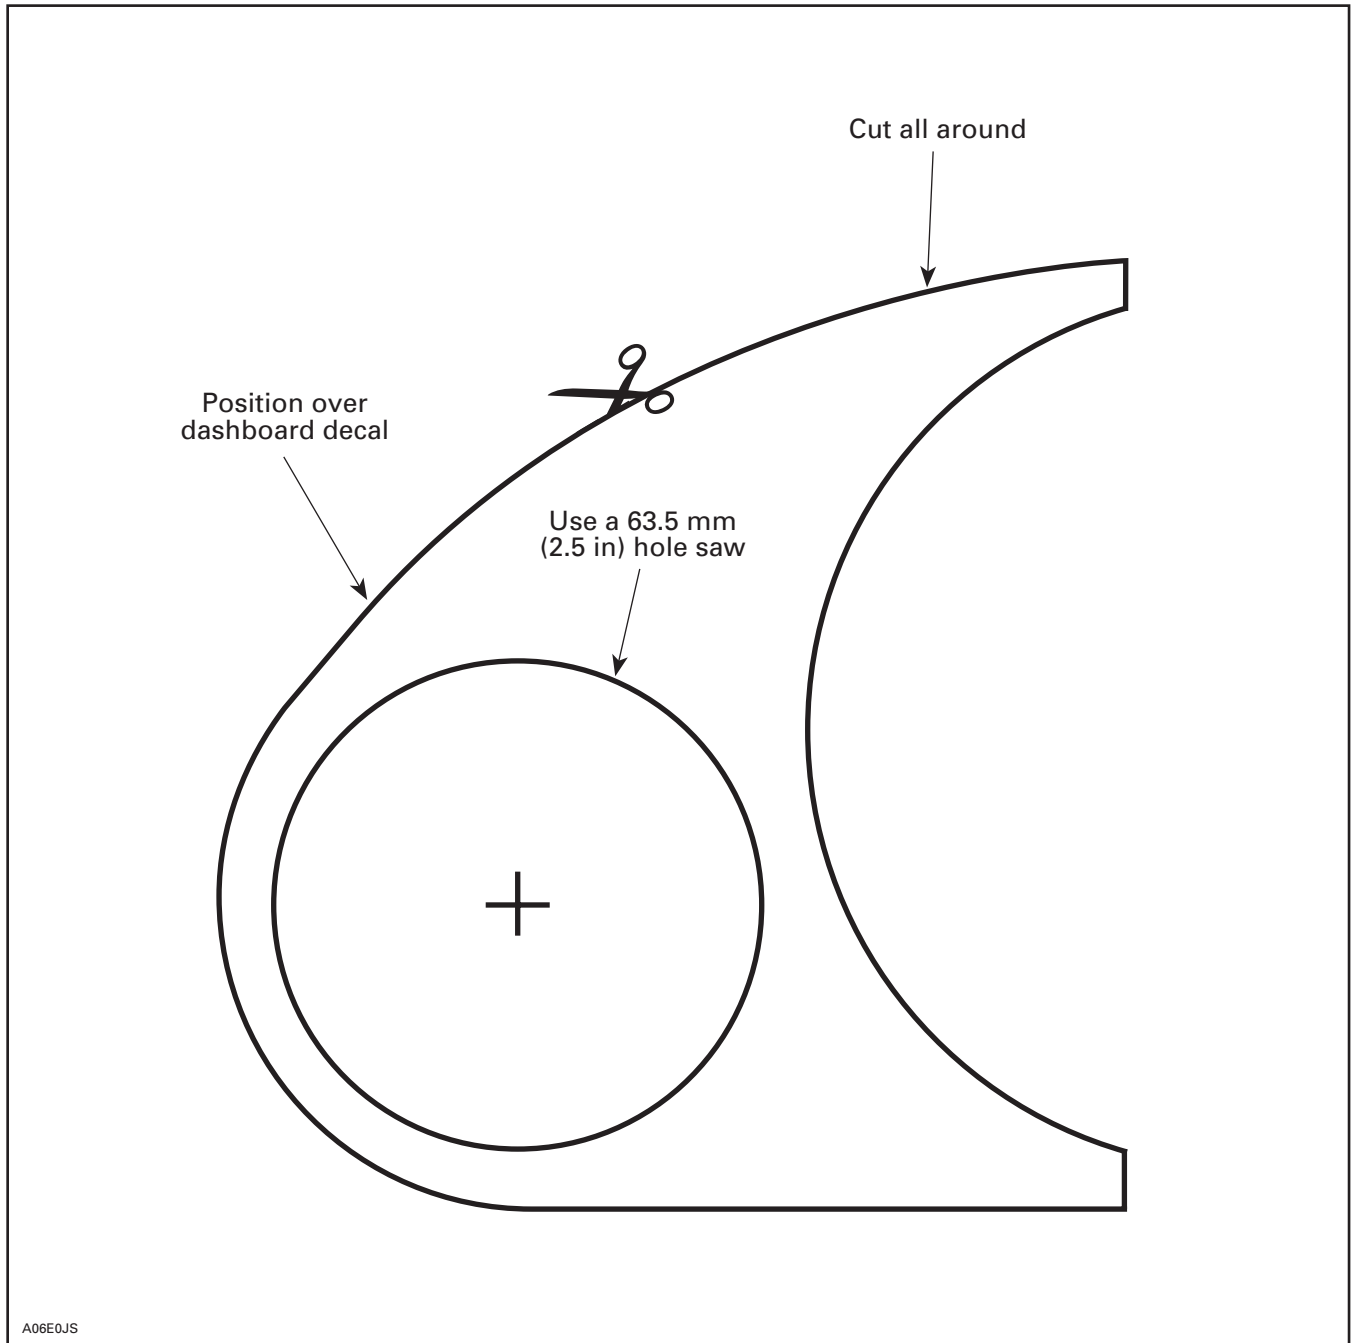 Cut all around
Position over
dashboard decal
Use a 63.5 mm
(2.5 in) hole saw
A06E0JS